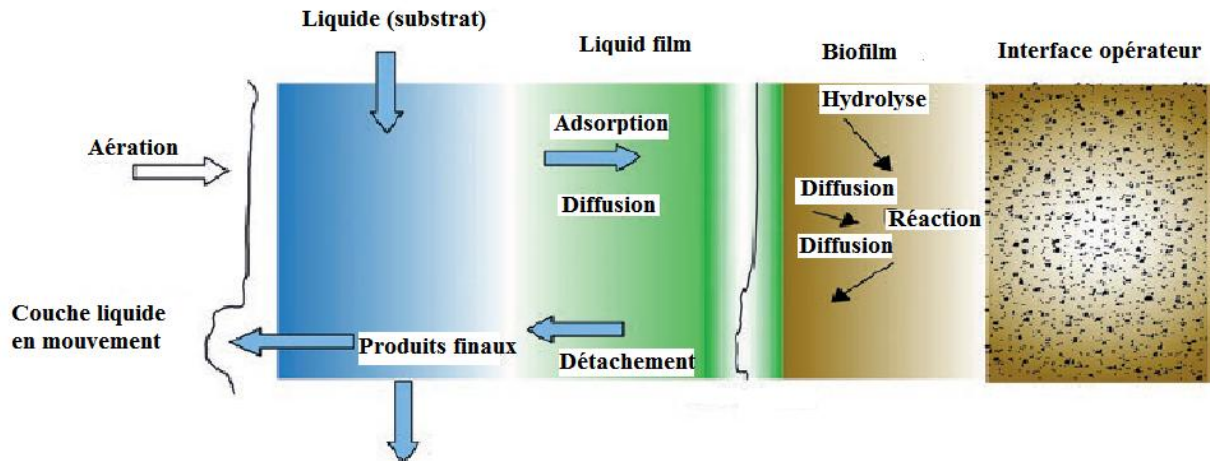 Liquide (substrat)
Liquid film
Biofilm
Interface opérateur
Hydrolyse
Adsorption
Aération
Diffusion
Diffusion
Réaction
Diffusion
Couche liquide
en mouvement
Produits finaux
Détachement